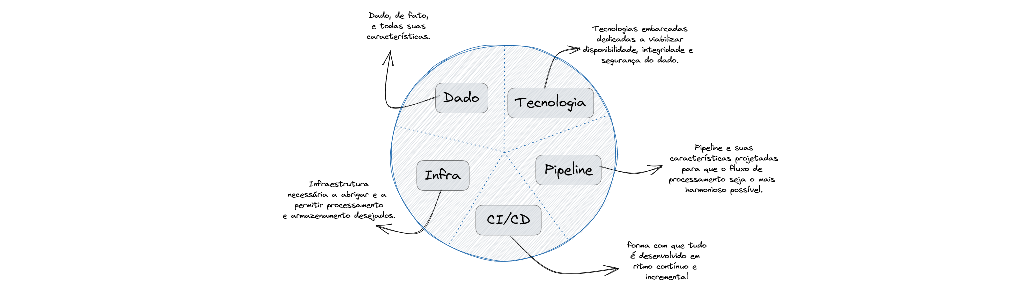 Dado, de fato,
e todas suas
características.
Tecnologias embarcadas
dedicadas a viabilizar
disponibilidade, integridade e
segurança do dado.
Dado
Tecnologia
Pipeline e suas
características projetadas
para que o fluxo de
processamento seja o mais
harmonioso possível.
Pipeline
Infra
Infraestrutura
necessária a abrigar e a
permitir processamento
e armazenamento desejados.
CI/CD
forma com que tudo
é desenvolvido em
ritmo contínuo e
incremental